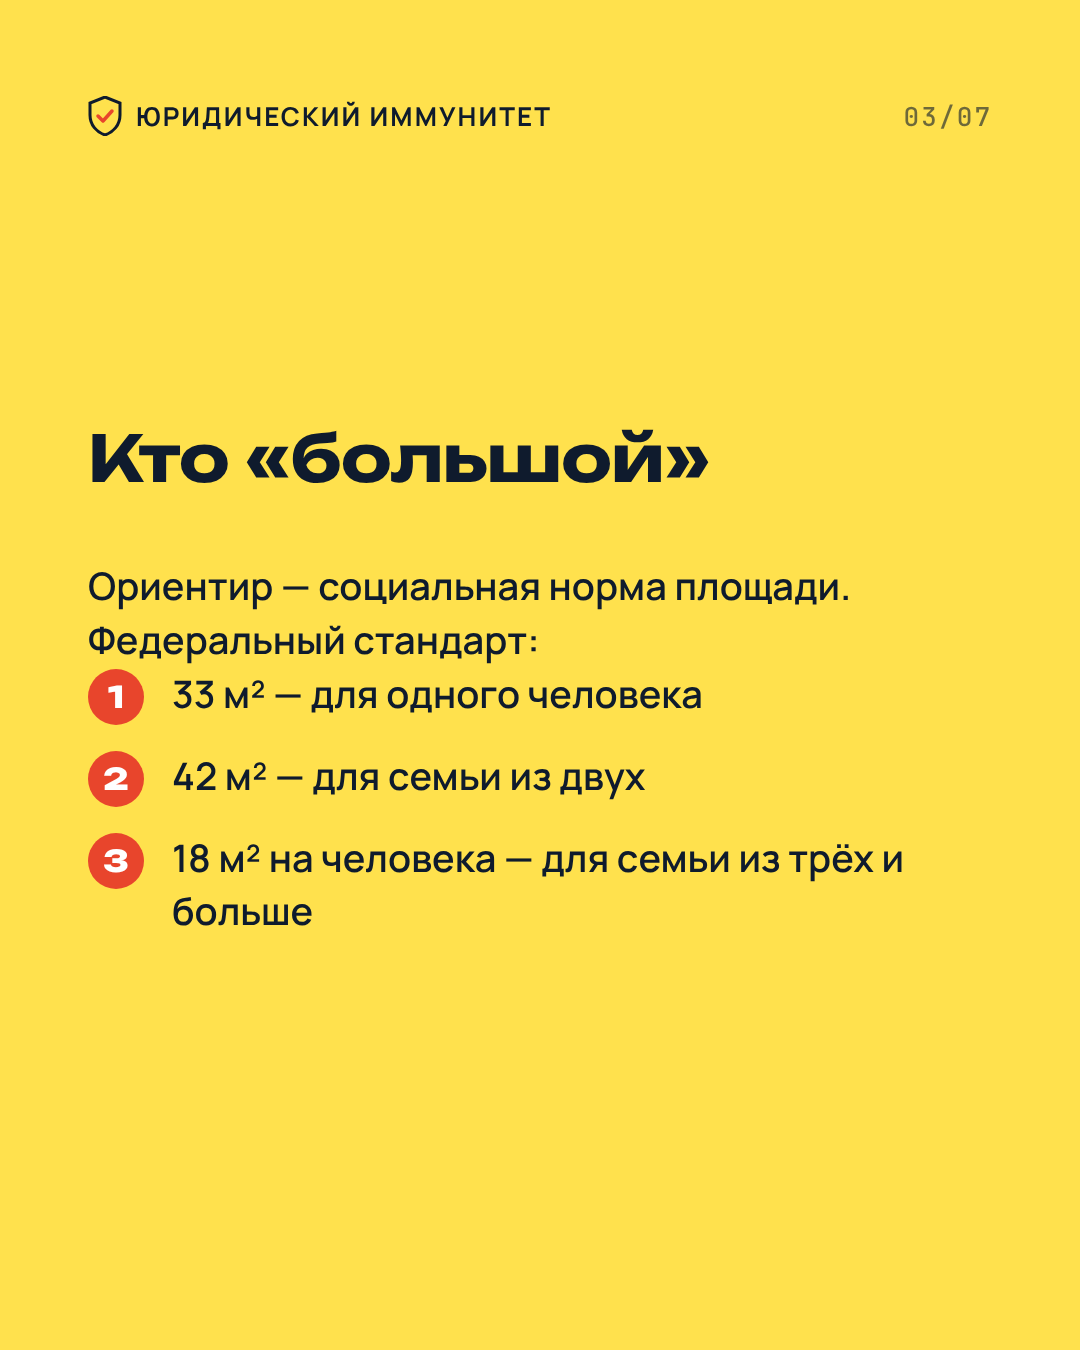 ЮРИДИЧЕСКИЙ ИММУНИТЕТ
03/07
Кто «большой»
Ориентир — социальная норма площади.
Федеральный стандарт:
1 33 м² — для одного человека
2 42 м² — для семьи из двух
3 18 м² на человека — для семьи из трёх и
больше